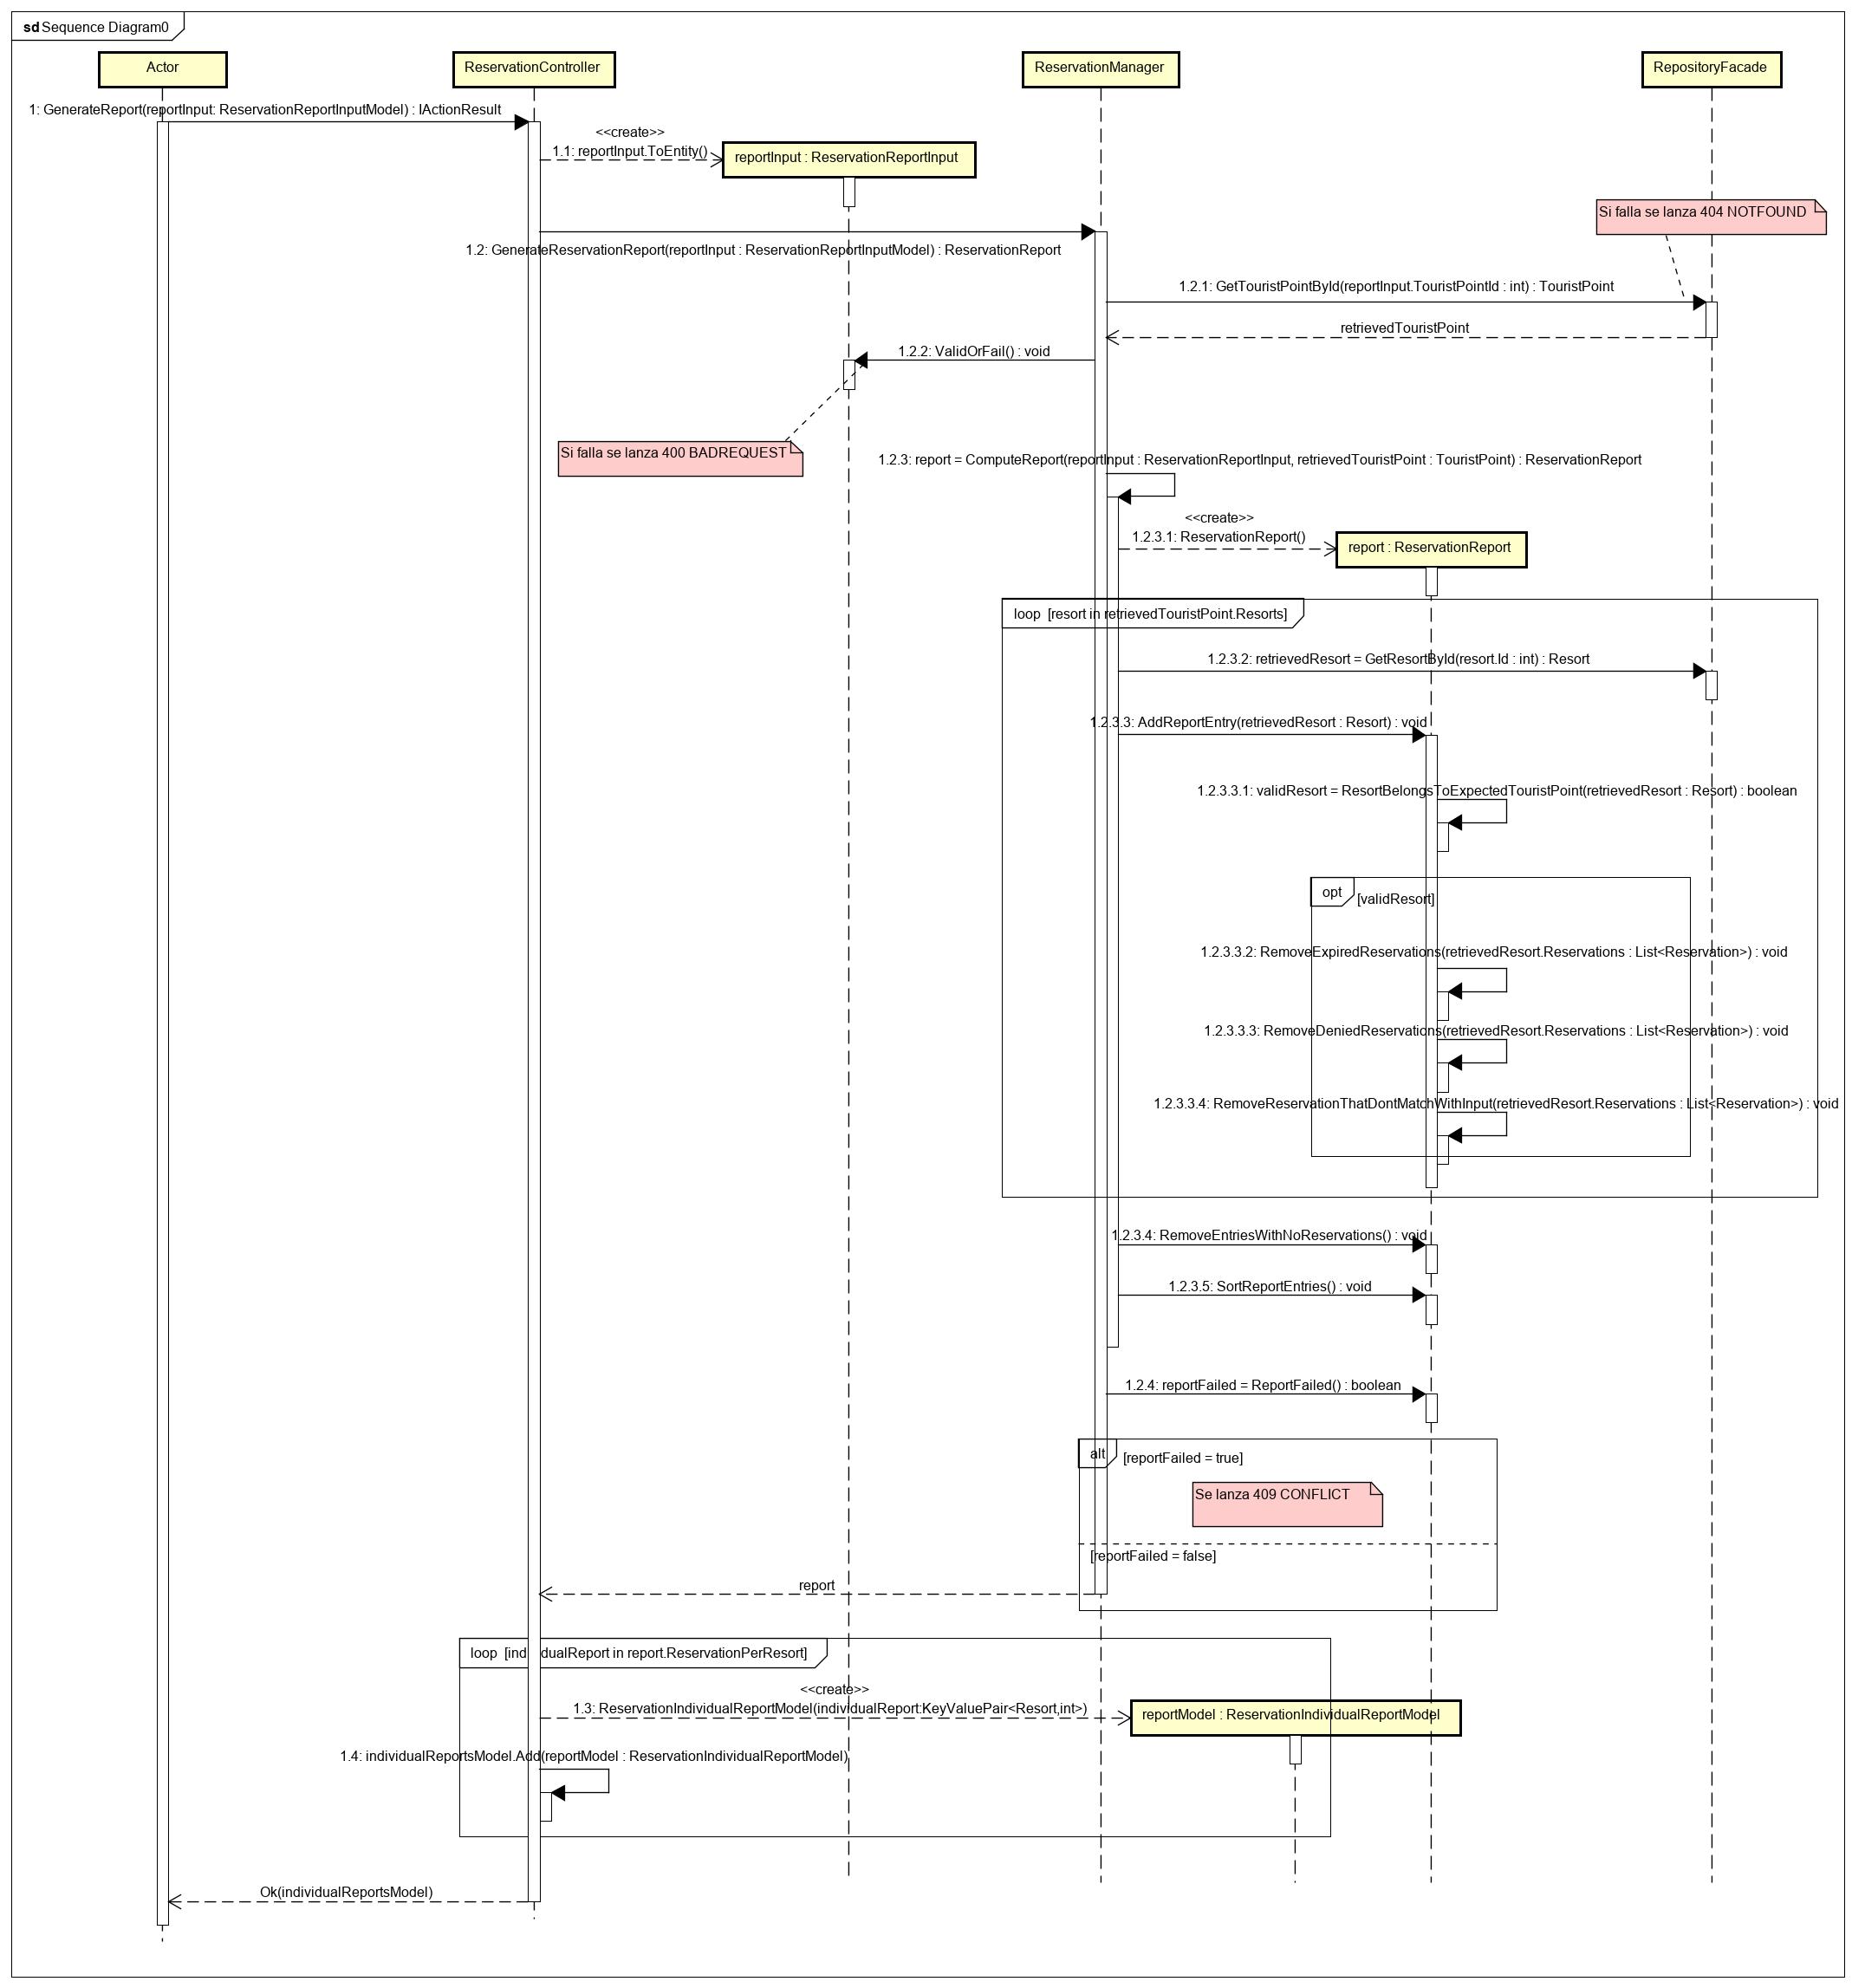 sd Sequence Diagram0
Actor
ReservationController
ReservationManager
RepositoryFacade
1: GenerateReport(reportInput: ReservationReportInputModel) : IActionResult
<<create>>
1.1: reportInput.ToEntity()
reportInput : ReservationReportInput
Si falla se lanza 404 NOTFOUND
1.2: GenerateReservationReport(reportInput : ReservationReportInputModel) : ReservationReport
1.2.1: GetTouristPointById(reportInput.TouristPointId : int) : TouristPoint
retrievedTouristPoint
1.2.2: ValidOrFail() : void
Si falla se lanza 400 BADREQUEST
1.2.3: report = ComputeReport(reportInput : ReservationReportInput, retrievedTouristPoint : TouristPoint) : ReservationReport
<<create>>
1.2.3.1: ReservationReport()
report : ReservationReport
loop [resort in retrievedTouristPoint.Resorts]
1.2.3.2: retrievedResort = GetResortById(resort.Id : int) : Resort
1.2.3.3: AddReportEntry(retrievedResort : Resort) : void
1.2.3.3.1: validResort = ResortBelongsToExpectedTouristPoint(retrievedResort : Resort) : boolean
opt [validResort]
1.2.3.3.2: RemoveExpiredReservations(retrievedResort.Reservations : List<Reservation>) : void
1.2.3.3.3: RemoveDeniedReservations(retrievedResort.Reservations : List<Reservation>) : void
1.2.3.3.4: RemoveReservationThatDontMatchWithInput(retrievedResort.Reservations : List<Reservation>) : void
1.2.3.4: RemoveEntriesWithNoReservations() : void
1.2.3.5: SortReportEntries() : void
1.2.4: reportFailed = ReportFailed() : boolean
alt [reportFailed = true]
Se lanza 409 CONFLICT
[reportFailed = false]
report
loop [individualReport in report.ReservationPerResort]
<<create>>
1.3: ReservationIndividualReportModel(individualReport:KeyValuePair<Resort,int>)
reportModel : ReservationIndividualReportModel
1.4: individualReportsModel.Add(reportModel : ReservationIndividualReportModel)
Ok(individualReportsModel)